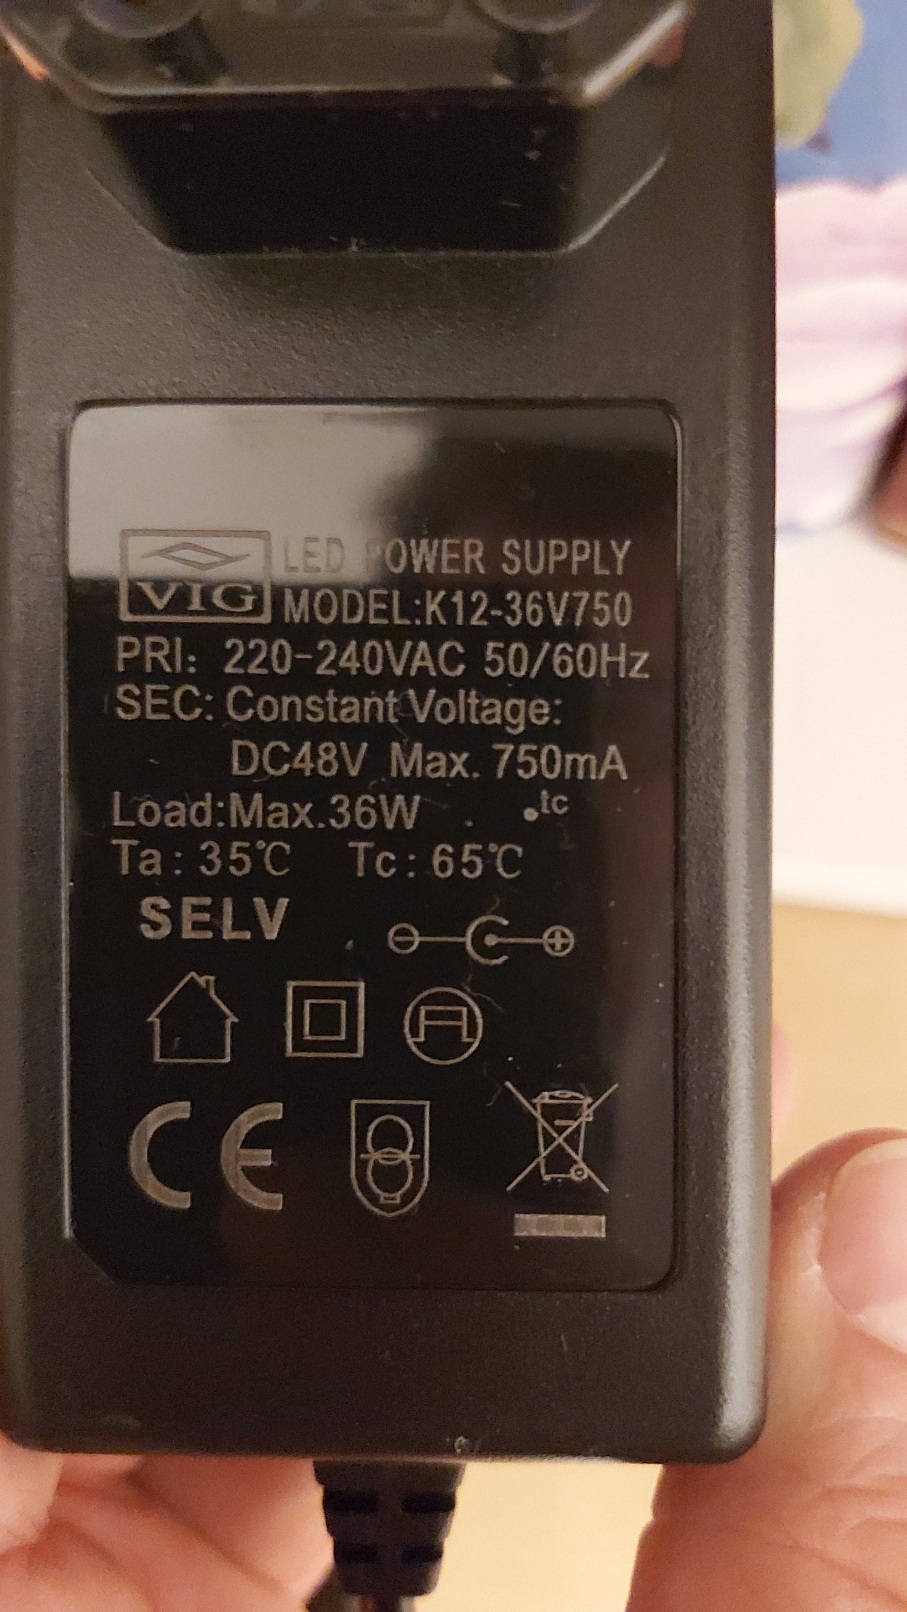 VIG
LED POWER SUPPLY
MODEL:K12-36V750
PRI: 220-240VAC 50/60Hz
SEC: Constant Voltage:
DC48V Max. 750mA
Load:Max.36W .tc
Ta: 35℃ Tc: 65℃
SELV
CE